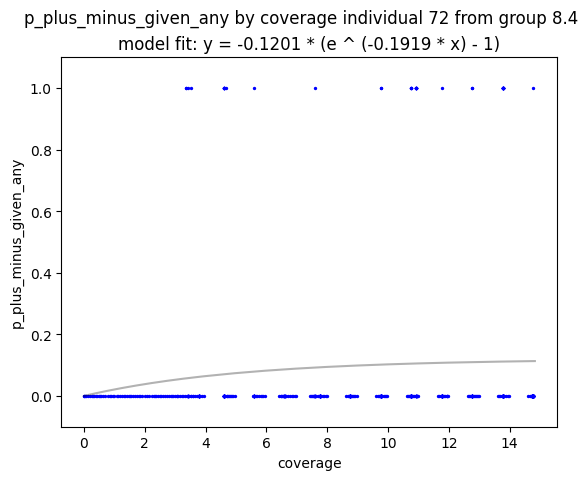 p_plus_minus_given_any by coverage individual 72 from group 8.4
model fit: y = -0.1201 * (e ^ (-0.1919 * x) - 1)
1.0
0.8
0.6
0.4
0.2
0.0
p_plus_minus_given_any
0 2 4 6 8 10 12 14
coverage